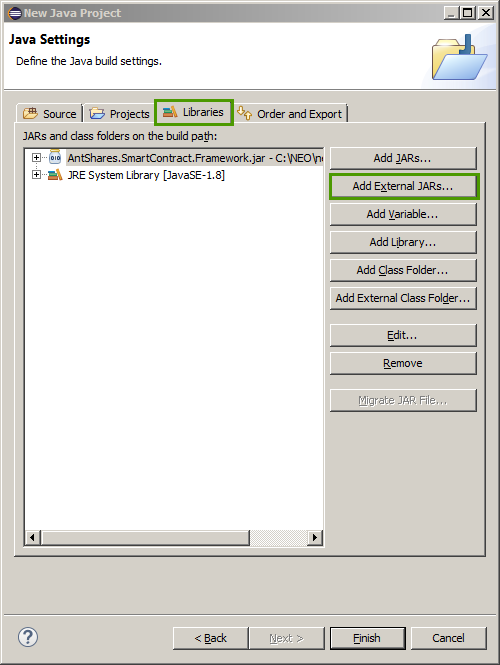 New Java Project
Java Settings
Define the Java build settings.
Source Projects Libraries Order and Export
JARs and class folders on the build path:
AntShares.SmartContract.Framework.jar - C:\NEO\n
JRE System Library [JavaSE-1.8]
Add JARs...
Add External JARs...
Add Variable...
Add Library...
Add Class Folder...
Add External Class Folder...
Edit...
Remove
Migrate JAR File...
< Back Next > Finish Cancel